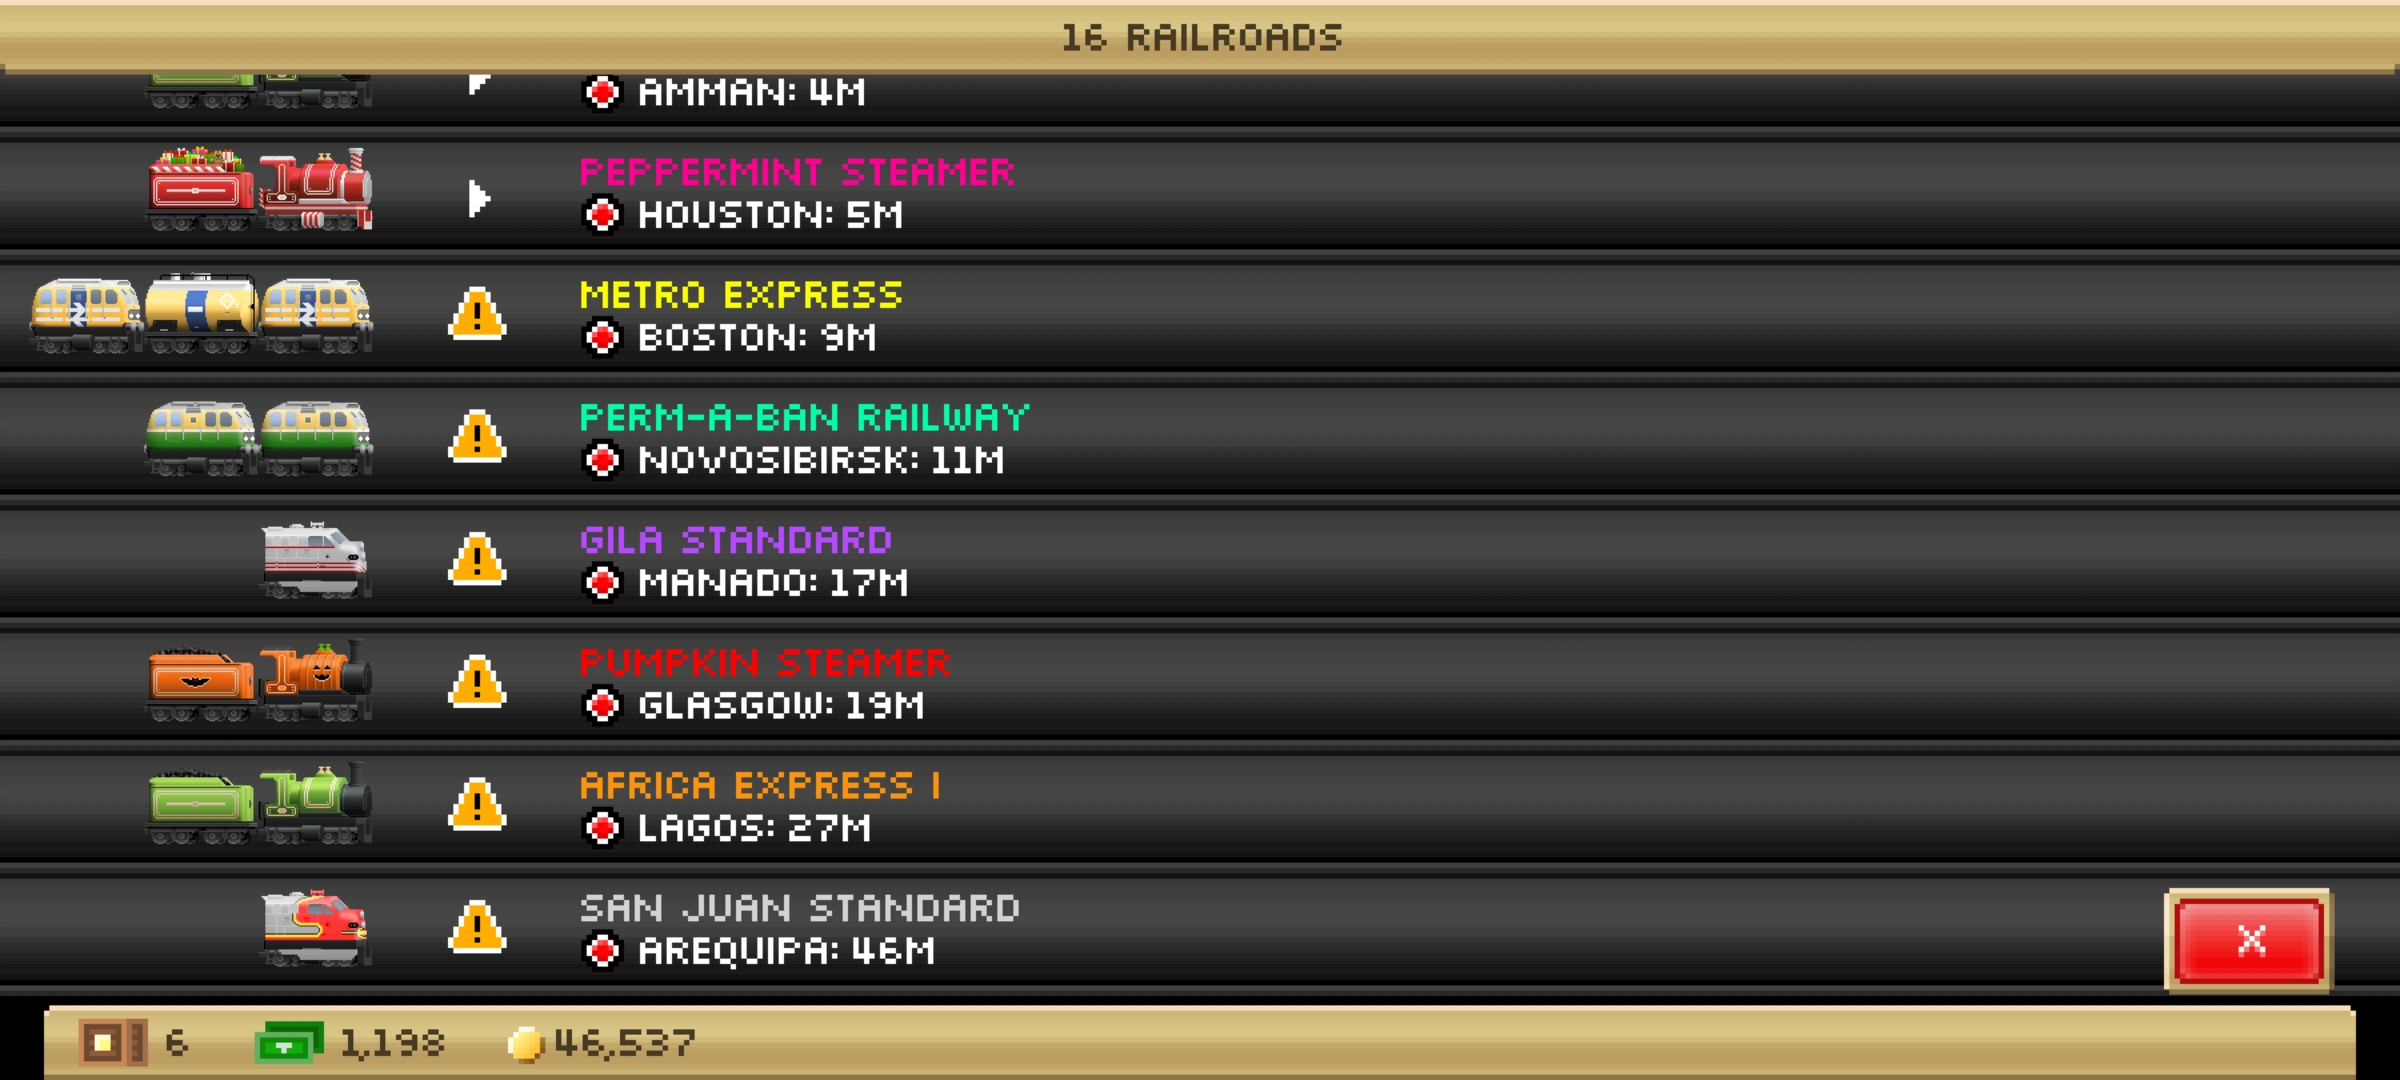 16 RAILROADS
AMMAN: 4M
PEPPERMINT STEAMER
HOUSTON: 5M
METRO EXPRESS
BOSTON: 9M
PERM-A-BAN RAILWAY
NOVOSIBIRSK: 11M
GILA STANDARD
MANADO: 17M
PUMPKIN STEAMER
GLASGOW: 19M
AFRICA EXPRESS I
LAGOS: 27M
SAN JUAN STANDARD
AREQUIPA: 46M
X
6 1,198 46,537